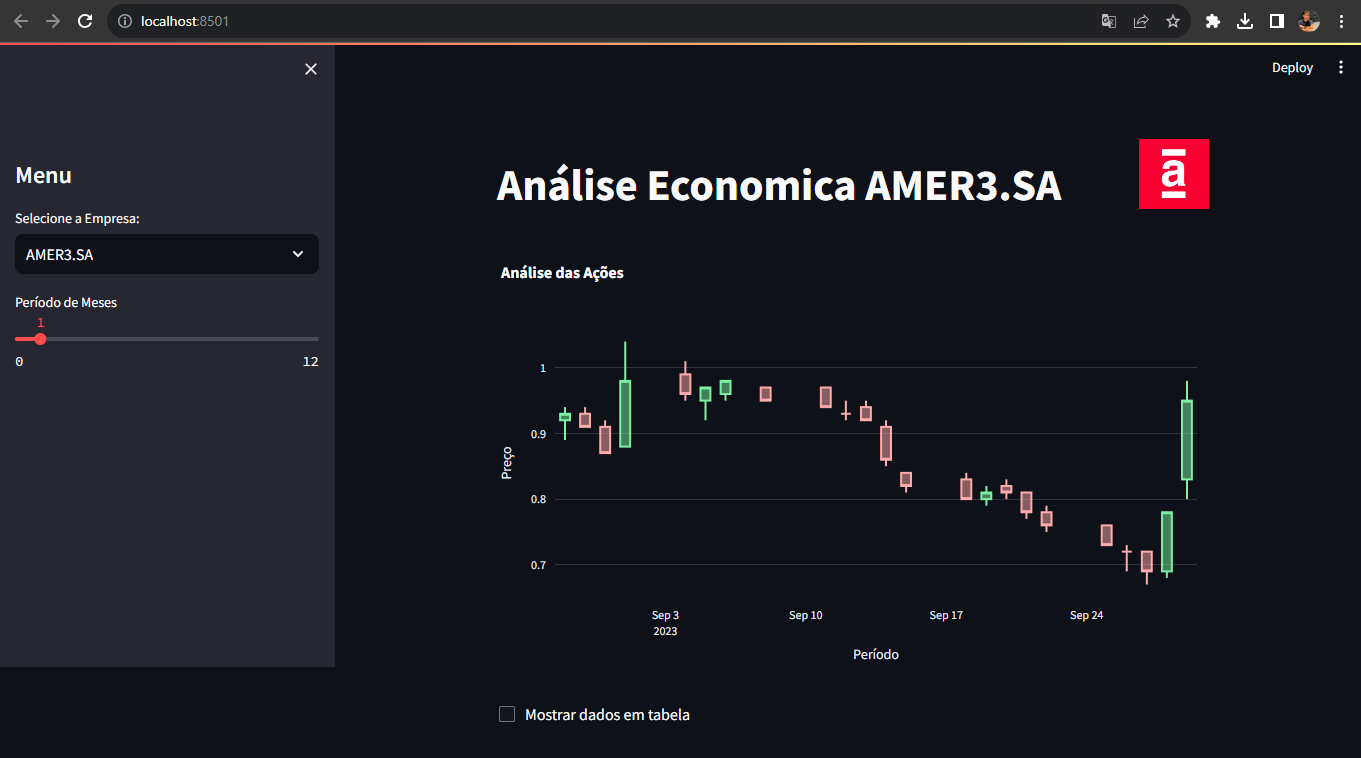 localhost:8501
Deploy
Menu
Selecione a Empresa:
AMER3.SA
Período de Meses
1
0 12
Análise Economica AMER3.SA
a
Análise das Ações
Preço
1
0.9
0.8
0.7
Sep 3 Sep 10 Sep 17 Sep 24
2023
Período
Mostrar dados em tabela